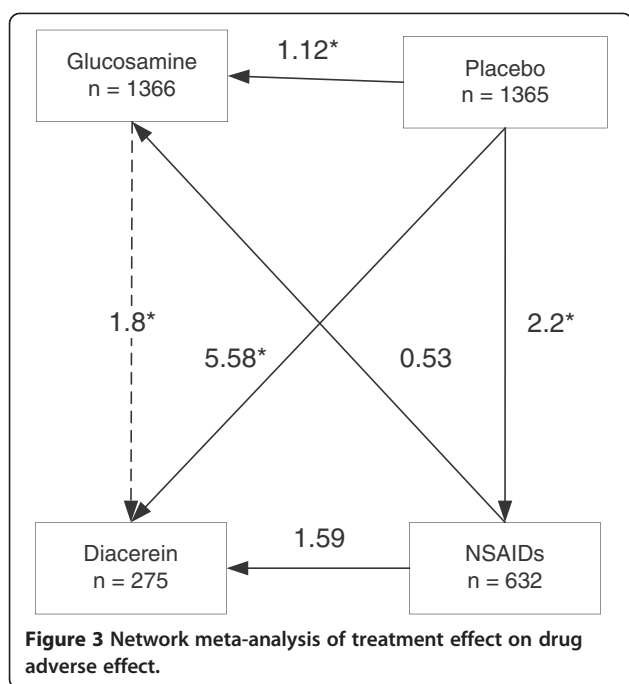 Glucosamine
n = 1366
1.12*
Placebo
n = 1365
1.8*
5.58*
0.53
2.2*
Diacerein
n = 275
1.59
NSAIDs
n = 632
Figure 3 Network meta-analysis of treatment effect on drug
adverse effect.